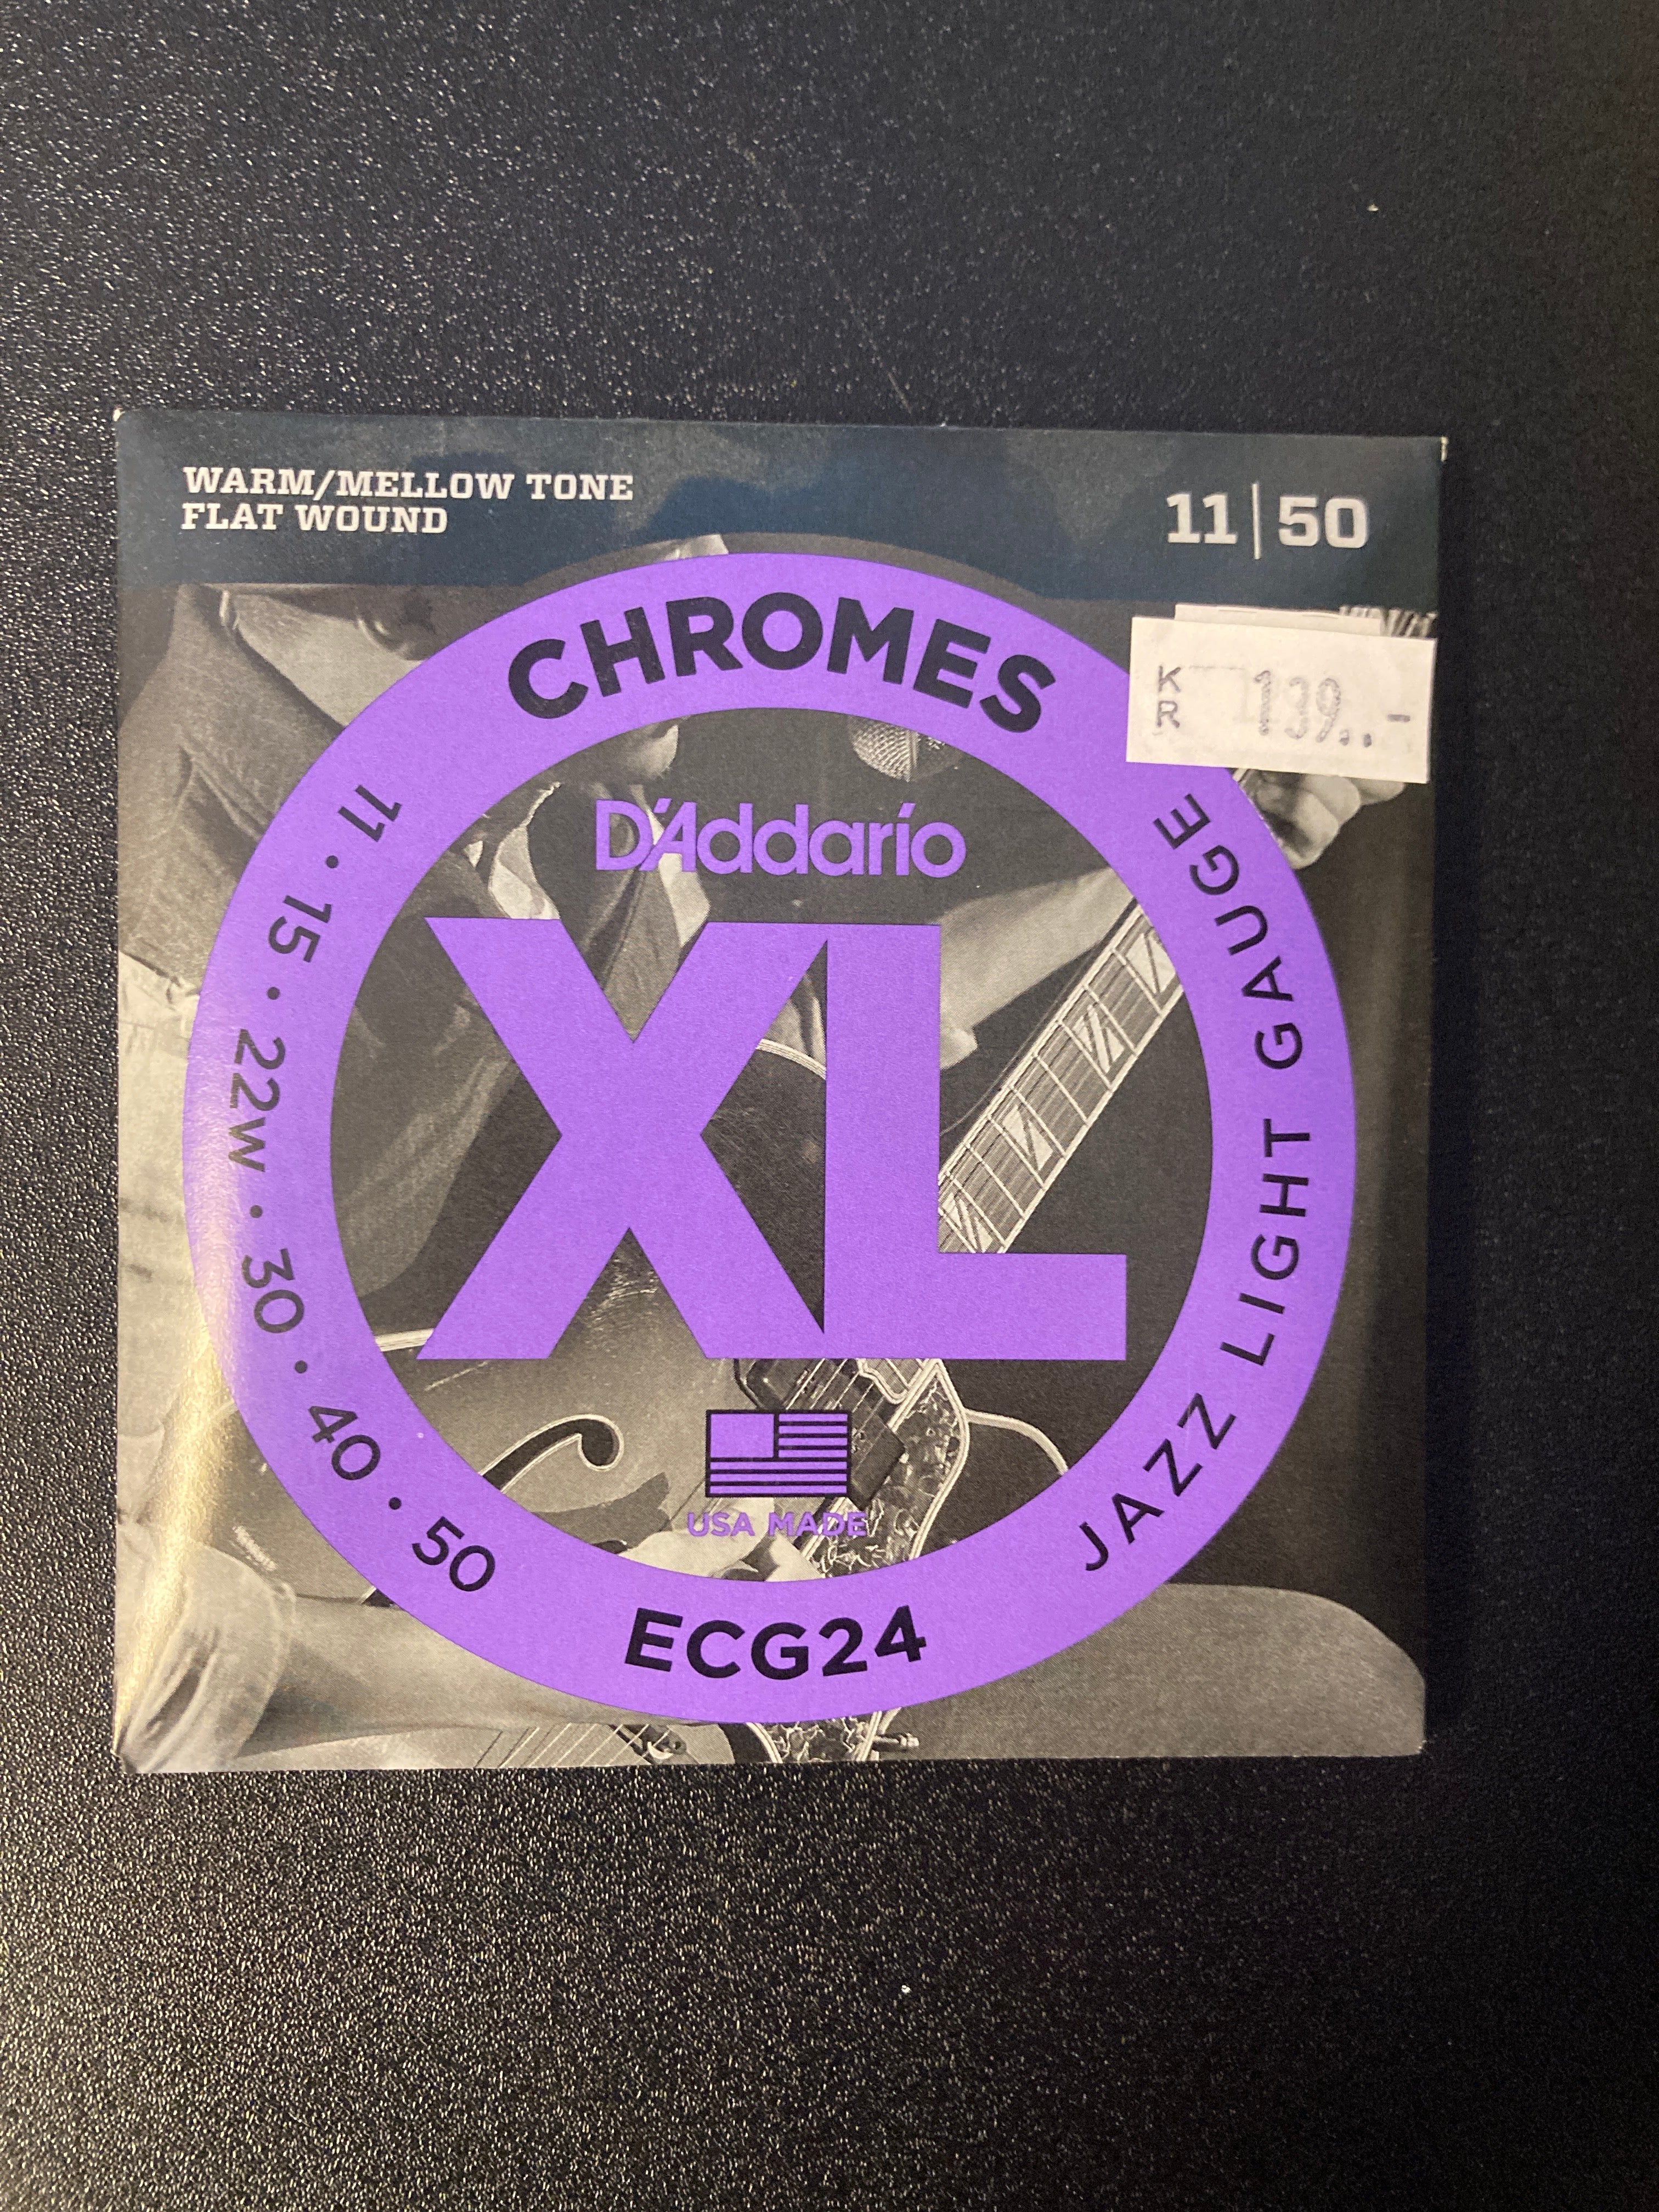 WARM/MELLOW TONE
FLAT WOUND
11|50
CHROMES
KR 139..-
D'Addario
XL
USA MADE
11 • 15 • 22W • 30 • 40 • 50
ECG24
JAZZ LIGHT GAUGE